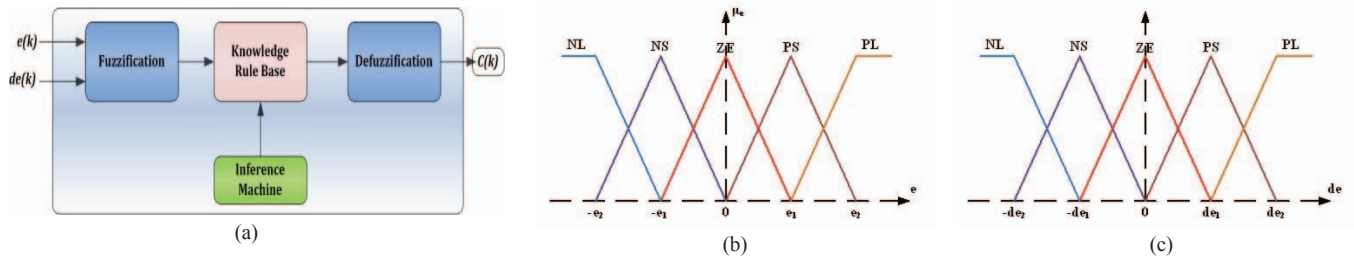 e(k)
de(k)
Fuzzification
Knowledge
Rule Base
Defuzzification
C(k)
Inference
Machine
(a)
μe
NL
NS
ZE
PS
PL
e
-e2
-e1
0
e1
e2
(b)
NL
NS
ZE
PS
PL
de
-de2
-de1
0
de1
de2
(c)